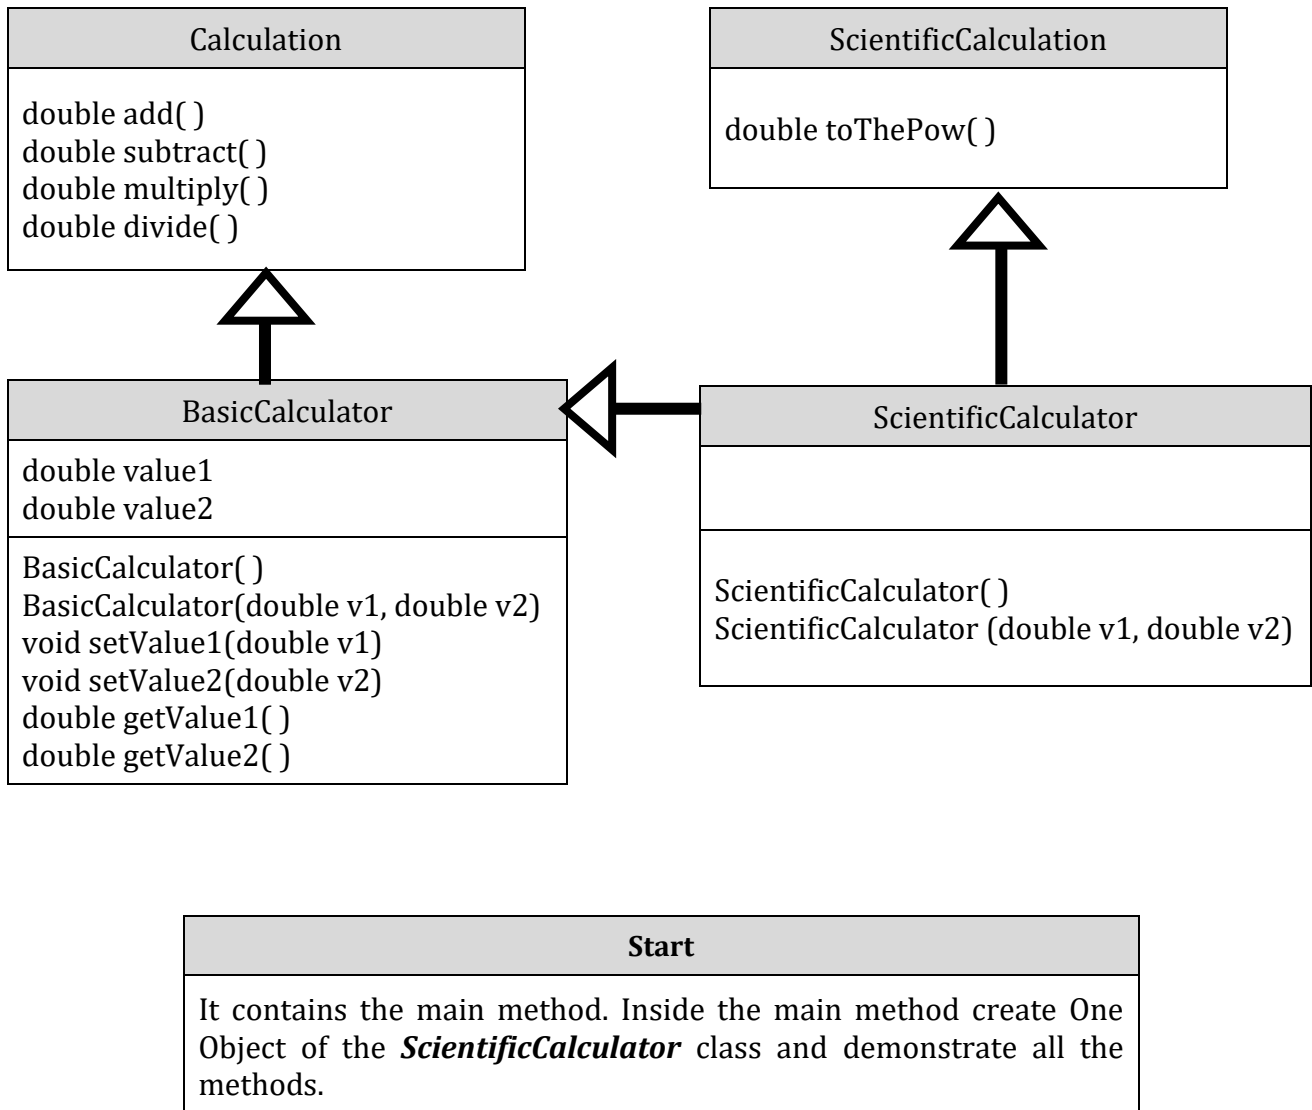 Calculation
double add( )
double subtract( )
double multiply( )
double divide( )
ScientificCalculation
double toThePow( )
BasicCalculator
double value1
double value2
BasicCalculator( )
BasicCalculator(double v1, double v2)
void setValue1(double v1)
void setValue2(double v2)
double getValue1( )
double getValue2( )
ScientificCalculator
ScientificCalculator( )
ScientificCalculator (double v1, double v2)
Start
It contains the main method. Inside the main method create One
Object of the ScientificCalculator class and demonstrate all the
methods.